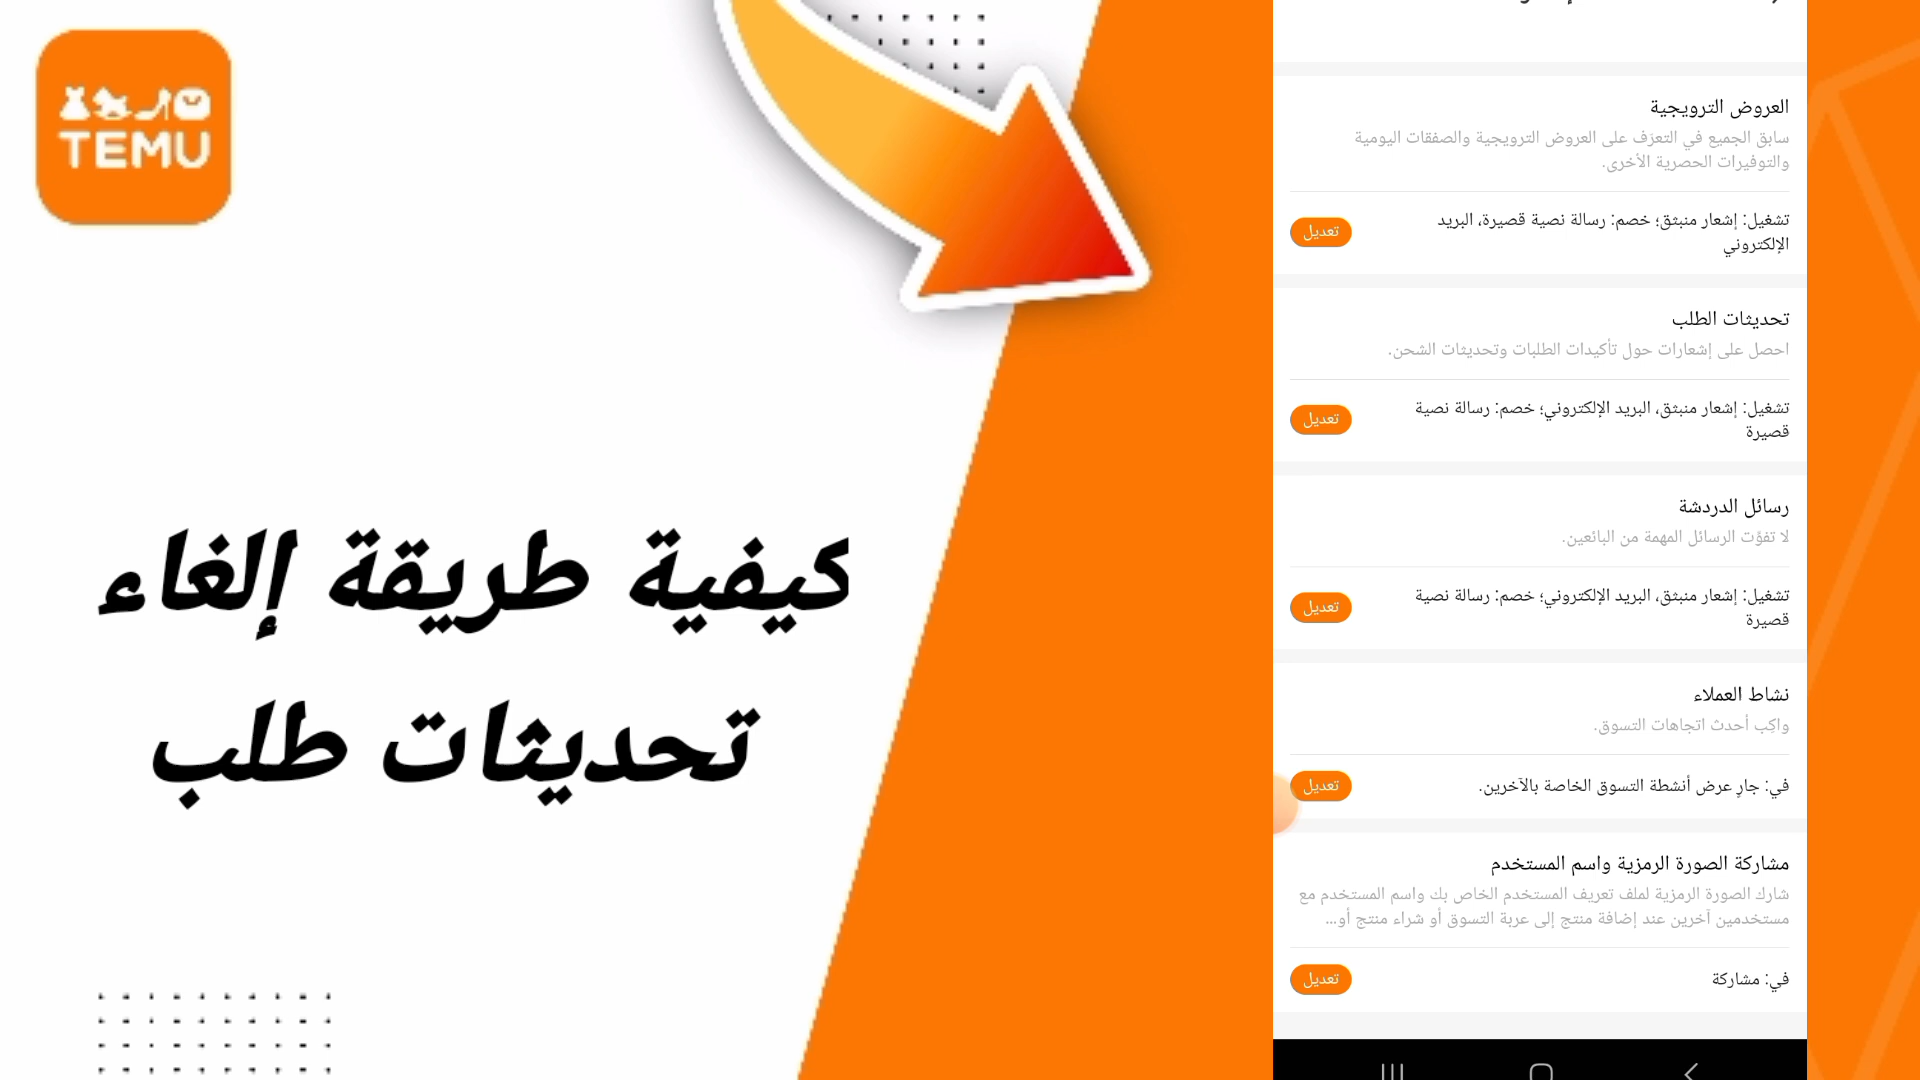 TEMU
كيفية طريقة إلغاء
تحديثات طلب
العروض الترويجية
سابق الجميع في التعرّف على العروض الترويجية والصفقات اليومية
والتوفيرات الحصرية الأخرى.
تشغيل: إشعار منبثق؛ خصم: رسالة نصية قصيرة، البريد
الإلكتروني
تعديل
تحديثات الطلب
احصل على إشعارات حول تأكيدات الطلبات وتحديثات الشحن.
تشغيل: إشعار منبثق، البريد الإلكتروني؛ خصم: رسالة نصية
قصيرة
تعديل
رسائل الدردشة
لا تفوّت الرسائل المهمة من البائعين.
تشغيل: إشعار منبثق، البريد الإلكتروني؛ خصم: رسالة نصية
قصيرة
تعديل
نشاط العملاء
واكِب أحدث اتجاهات التسوق.
في: جارٍ عرض أنشطة التسوق الخاصة بالآخرين.
تعديل
مشاركة الصورة الرمزية واسم المستخدم
شارك الصورة الرمزية لملف تعريف المستخدم الخاص بك واسم المستخدم مع
مستخدمين آخرين عند إضافة منتج إلى عربة التسوق أو شراء منتج أو...
في: مشاركة
تعديل